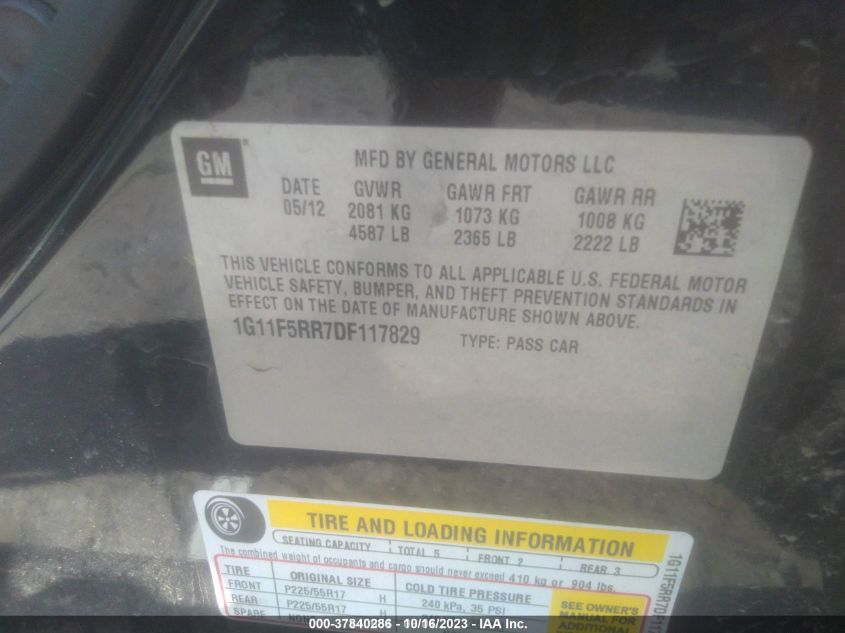 GM ®
MFD BY GENERAL MOTORS LLC
DATE GVWR GAWR FRT GAWR RR
05/12 2081 KG 1073 KG 1008 KG
4587 LB 2365 LB 2222 LB
THIS VEHICLE CONFORMS TO ALL APPLICABLE U.S. FEDERAL MOTOR
VEHICLE SAFETY, BUMPER, AND THEFT PREVENTION STANDARDS IN
EFFECT ON THE DATE OF MANUFACTURE SHOWN ABOVE.
1G11F5RR7DF117829 TYPE: PASS CAR
TIRE AND LOADING INFORMATION
SEATING CAPACITY TOTAL 5 FRONT 2 REAR 3
The combined weight of occupants and cargo should never exceed 410 kg or 904 lbs.
TIRE ORIGINAL SIZE COLD TIRE PRESSURE
FRONT P225/55R17 H 240 kPa, 35 PSI
REAR P225/55R17 H
SPARE
SEE OWNER'S
MANUAL FOR
ADDITIONAL
1G11F5RR7DF11
000-37840286 - 10/16/2023 -